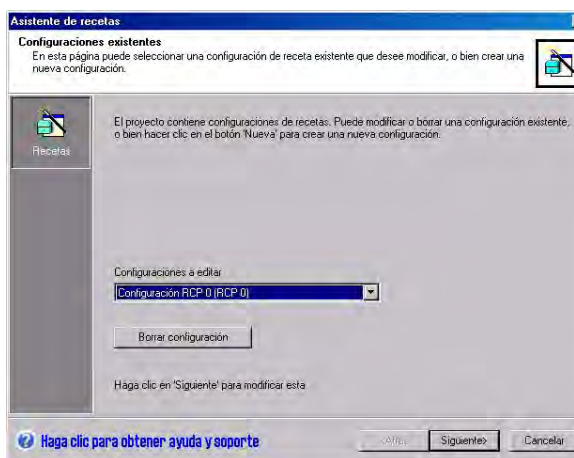 Asistente de recetas
Configuraciones existentes
En esta página puede seleccionar una configuración de receta existente que desee modificar, o bien crear una
nueva configuración.
Recetas
El proyecto contiene configuraciones de recetas. Puede modificar o borrar una configuración existente,
o bien hacer clic en el botón 'Nueva' para crear una nueva configuración.
Configuraciones a editar
Configuración RCP 0 (RCP 0)
Borrar configuración
Haga clic en 'Siguiente' para modificar esta
Haga clic para obtener ayuda y soporte
<Atrás
Siguiente>
Cancelar